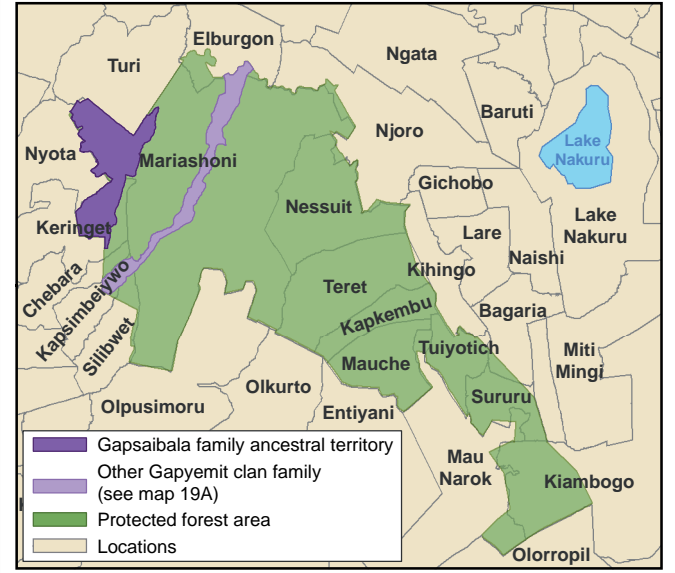 Elburgon
Turi
Ngata
Baruti
Njoro
Lake
Nakuru
Nyota
Mariashoni
Gichobo
Nessuit
Lake
Nakuru
Keringet
Lare
Naishi
Chebara
Kapsimbeiywo
Kihingo
Teret
Kapkembu
Bagaria
Silibwet
Tuiyotich
Miti
Mingi
Mauche
Olkurto
Sururu
Olpusimoru
Entiyani
Gapsaibala family ancestral territory
Other Gapyemit clan family
(see map 19A)
Protected forest area
Locations
Mau
Narok
Kiambogo
Olorropil